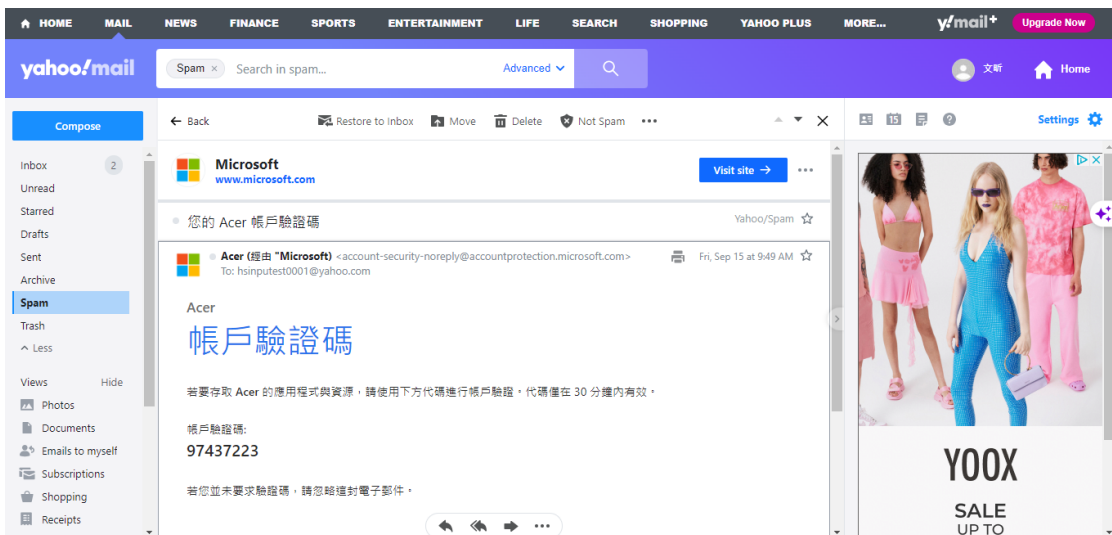 HOME MAIL NEWS FINANCE SPORTS ENTERTAINMENT LIFE SEARCH SHOPPING YAHOO PLUS MORE... y!mail+ Upgrade Now
yahoo!mail Spam × Search in spam... Advanced 文昕 Home
Compose
Back Restore to Inbox Move Delete Not Spam ••• 15 Settings
Inbox 2
Unread
Starred
Drafts
Sent
Archive
Spam
Trash
Less
Views Hide
Photos
Documents
Emails to myself
Subscriptions
Shopping
Receipts
Microsoft
www.microsoft.com
Visit site →
您的 Acer 帳戶驗證碼 Yahoo/Spam
Acer (經由 "Microsoft) <account-security-noreply@accountprotection.microsoft.com> Fri, Sep 15 at 9:49 AM
To: hsinputest0001@yahoo.com
Acer
帳戶驗證碼
若要存取 Acer 的應用程式與資源，請使用下方代碼進行帳戶驗證。代碼僅在 30 分鐘內有效。
帳戶驗證碼:
97437223
若您並未要求驗證碼，請忽略這封電子郵件。
YOOX
SALE
UP TO